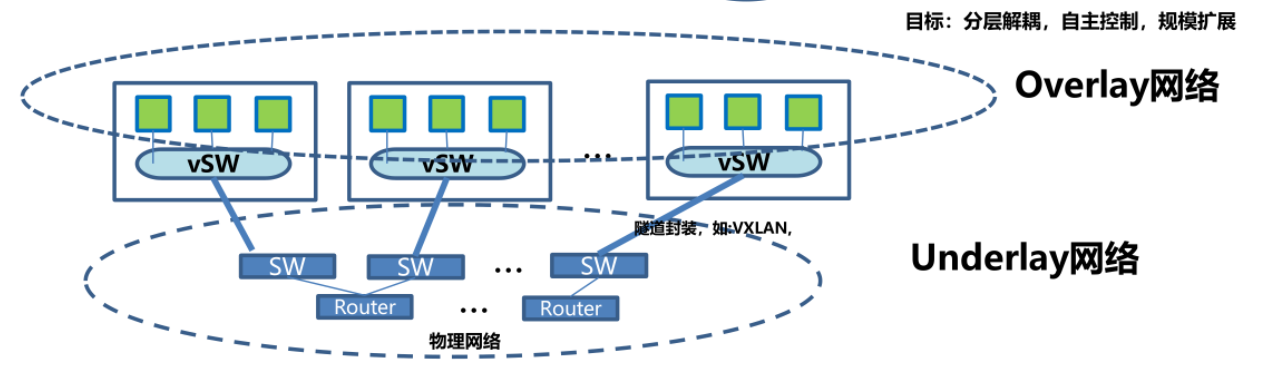 目标：分层解耦，自主控制，规模扩展
Overlay网络
vSW vSW ... vSW
隧道封装，如:VXLAN,
Underlay网络
SW SW ... SW
Router ... Router
物理网络